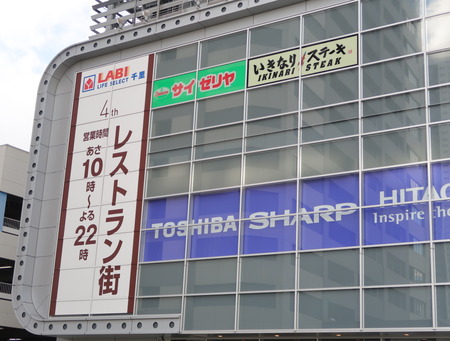 LABI
LIFE SELECT 千里
4th
レストラン街
営業時間
あさ
10
時
〜
よる
22
時
サイゼリヤ
いきなりステーキ
IKINARI STEAK
TOSHIBA SHARP HITAC
Inspire the